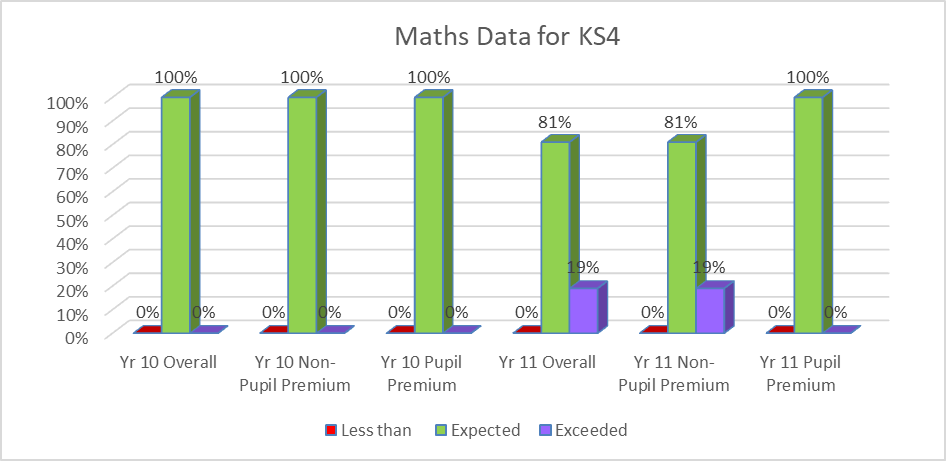 Maths Data for KS4
100% 100% 100% 81% 81% 100%
100%
90%
80%
70%
60%
50%
40%
30%
20%
10%
0%
19% 19%
0% 0% 0% 0% 0% 0% 0% 0% 0% 0%
Yr 10 Overall
Yr 10 Non-
Pupil Premium
Yr 10 Pupil
Premium
Yr 11 Overall
Yr 11 Non-
Pupil Premium
Yr 11 Pupil
Premium
Less than Expected Exceeded